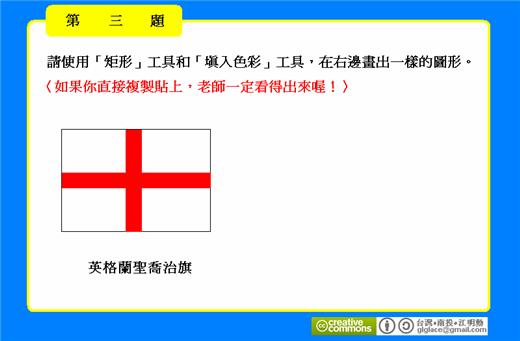 第 三 題
請使用「矩形」工具和「填入色彩」工具，在右邊畫出一樣的圖形。
〈如果你直接複製貼上，老師一定看得出來喔！〉
英格蘭聖喬治旗
cc creative commons
台灣•南投•江明勳
glglace@gmail.com